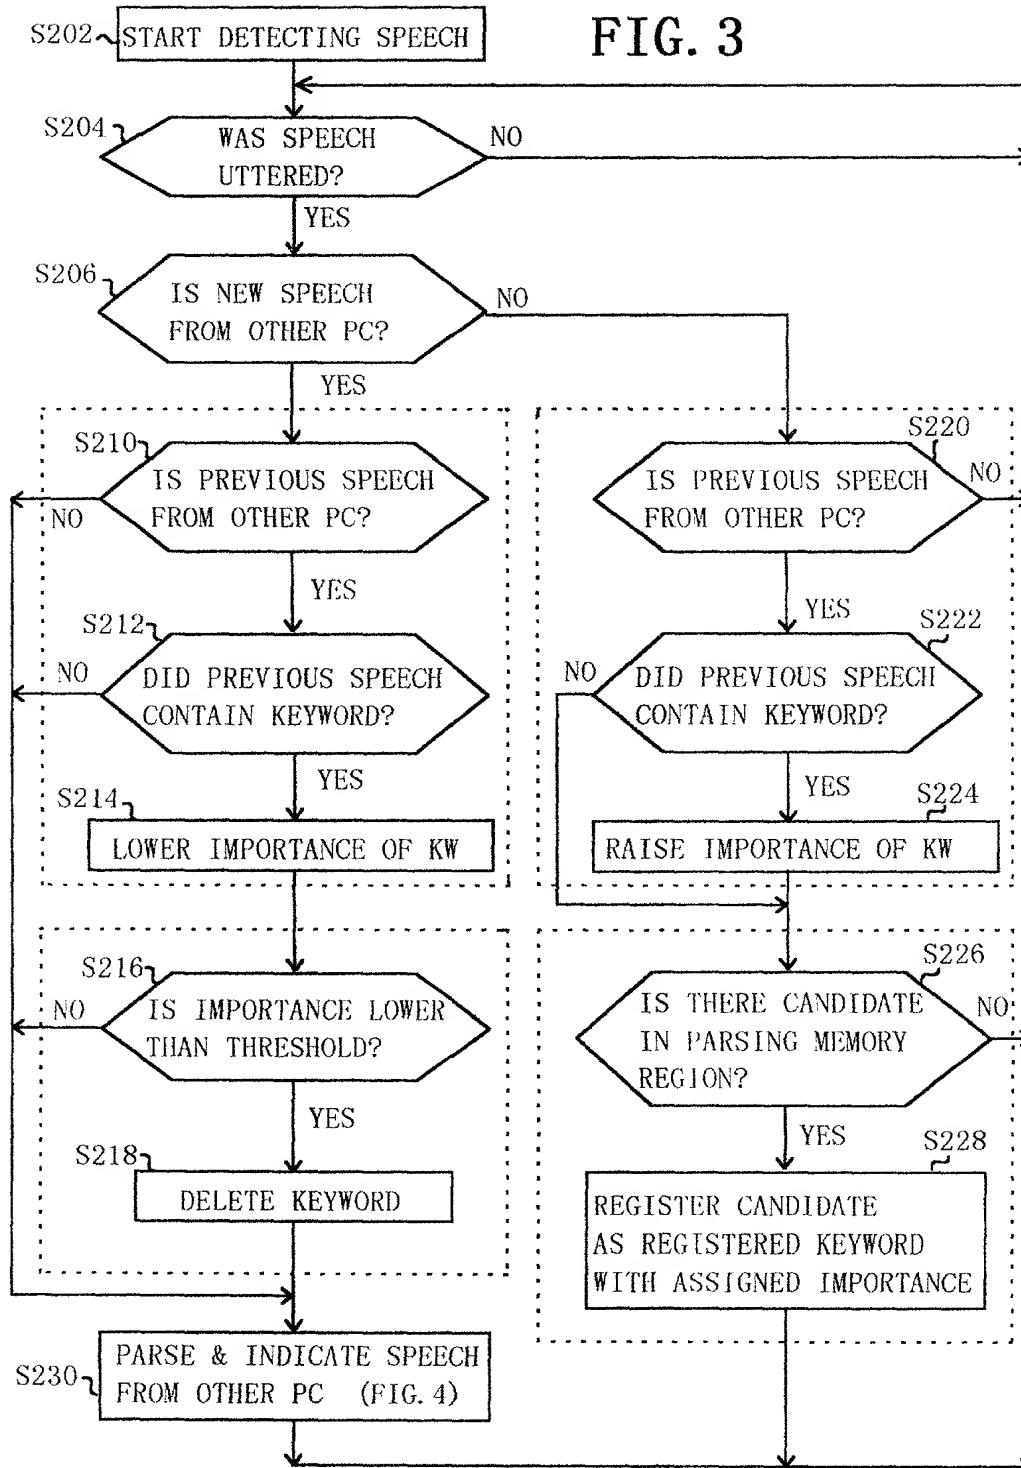 FIG. 3
S202
START DETECTING SPEECH
S204
WAS SPEECH
UTTERED?
NO
YES
S206
IS NEW SPEECH
FROM OTHER PC?
NO
YES
S210
IS PREVIOUS SPEECH
FROM OTHER PC?
NO
YES
S212
DID PREVIOUS SPEECH
CONTAIN KEYWORD?
NO
YES
S214
LOWER IMPORTANCE OF KW
S216
IS IMPORTANCE LOWER
THAN THRESHOLD?
NO
YES
S218
DELETE KEYWORD
S220
IS PREVIOUS SPEECH
FROM OTHER PC?
NO
YES
S222
DID PREVIOUS SPEECH
CONTAIN KEYWORD?
NO
YES
S224
RAISE IMPORTANCE OF KW
S226
IS THERE CANDIDATE
IN PARSING MEMORY
REGION?
NO
YES
S228
REGISTER CANDIDATE
AS REGISTERED KEYWORD
WITH ASSIGNED IMPORTANCE
S230
PARSE & INDICATE SPEECH
FROM OTHER PC (FIG. 4)